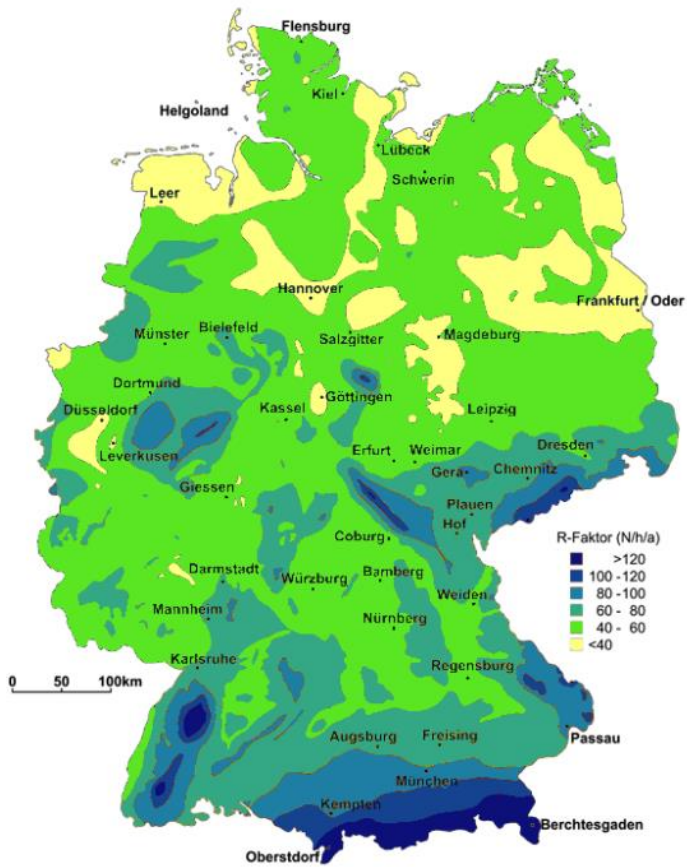 Flensburg
Kiel
Helgoland
Lübeck
Schwerin
Leer
Hannover
Frankfurt / Oder
Münster
Bielefeld
Salzgitter
Magdeburg
Dortmund
Göttingen
Düsseldorf
Kassel
Leipzig
Leverkusen
Erfurt
Weimar
Dresden
Gera
Chemnitz
Giessen
Plauen
Hof
Coburg
R-Faktor (N/h/a)
>120
100 - 120
80 - 100
60 - 80
40 - 60
<40
Darmstadt
Würzburg
Bamberg
Weiden
Mannheim
Nürnberg
Karlsruhe
Regensburg
0 50 100km
Augsburg
Freising
Passau
München
Kempten
Berchtesgaden
Oberstdorf